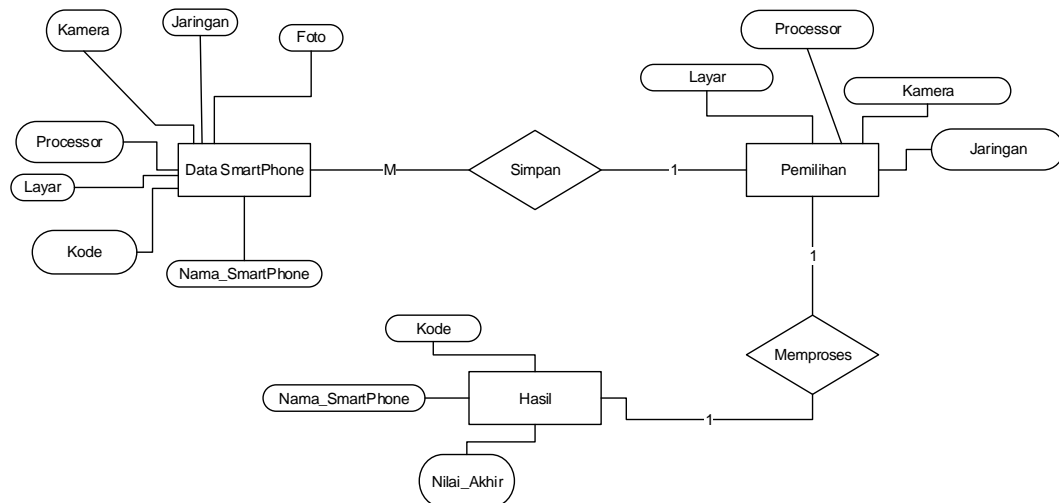 Kamera
Jaringan
Foto
Processor
Layar
Kode
Data SmartPhone
Nama_SmartPhone
M
Simpan
1
Processor
Layar
Kamera
Jaringan
Pemilihan
1
Memproses
1
Kode
Nama_SmartPhone
Hasil
Nilai_Akhir